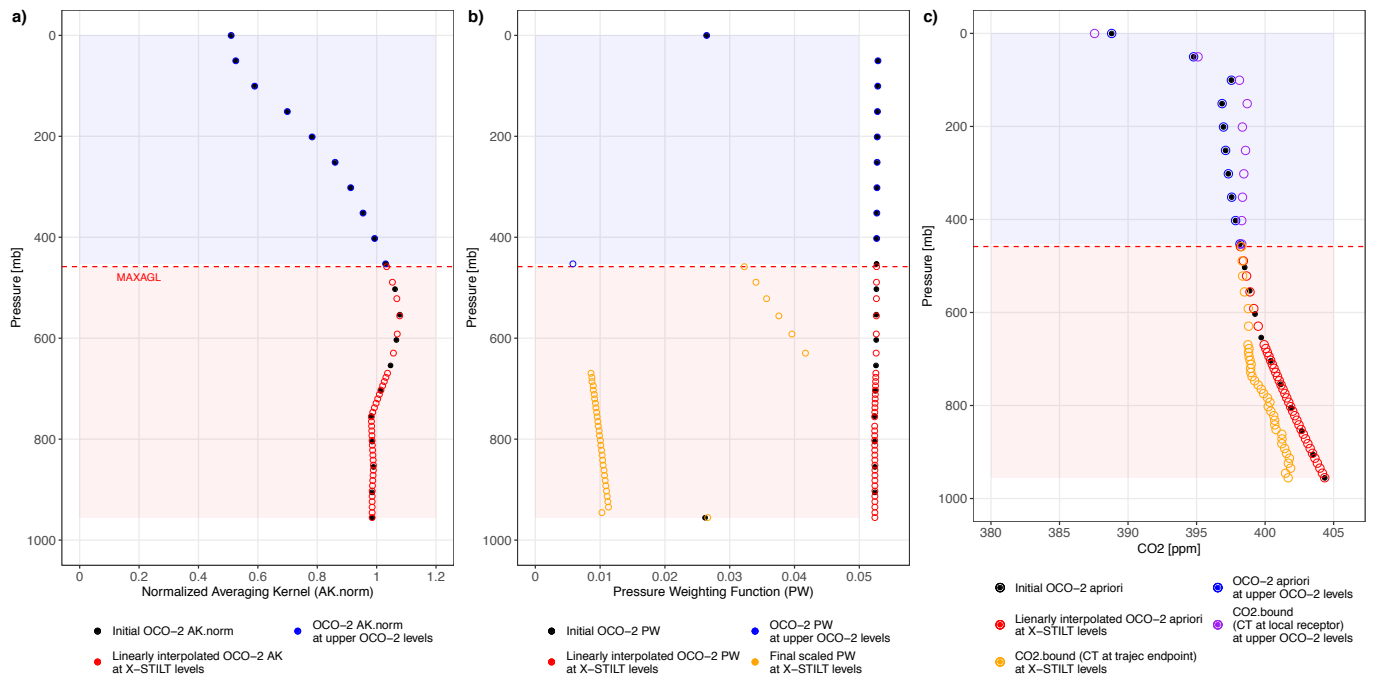 a)
0
200
400
600
800
1000
Pressure [mb]
MAXAGL
0
0.2
0.4
0.6
0.8
1
1.2
Normalized Averaging Kernel (AK.norm)
Initial OCO−2 AK.norm
Linearly interpolated OCO−2 AK
at X−STILT levels
OCO−2 AK.norm
at upper OCO−2 levels
b)
0
200
400
600
800
1000
Pressure [mb]
0
0.01
0.02
0.03
0.04
0.05
Pressure Weighting Function (PW)
Initial OCO−2 PW
Linearly interpolated OCO−2 PW
at X−STILT levels
OCO−2 PW
at upper OCO−2 levels
Final scaled PW
at X−STILT levels
c)
0
200
400
600
800
1000
Pressure [mb]
380
385
390
395
400
405
CO2 [ppm]
Initial OCO−2 apriori
Lienarly interpolated OCO−2 apriori
at X−STILT levels
CO2.bound (CT at trajec endpoint)
at X−STILT levels
OCO−2 apriori
at upper OCO−2 levels
CO2.bound
(CT at local receptor)
at upper OCO−2 levels